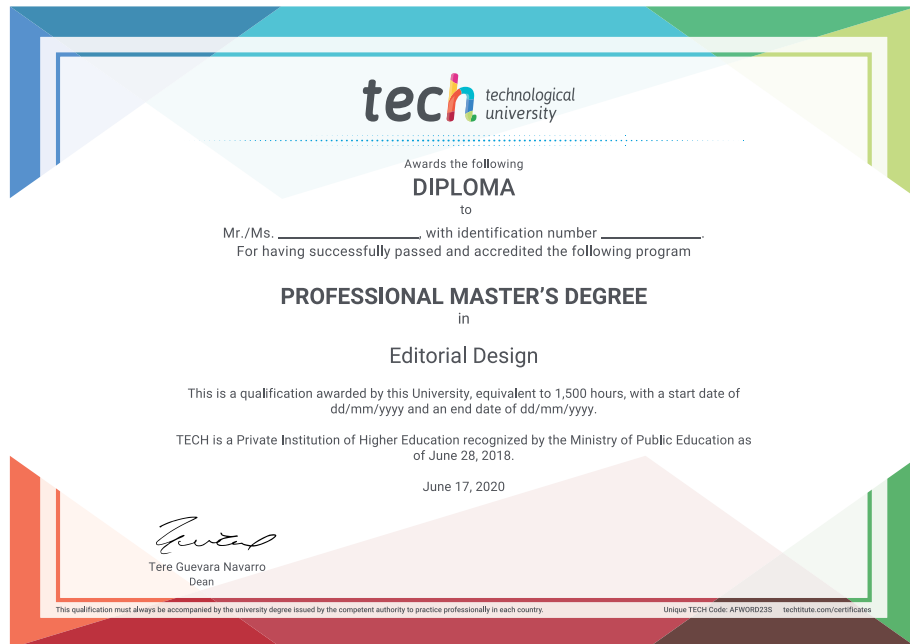 tech technological
university
Awards the following
DIPLOMA
to
Mr./Ms. ____________________, with identification number ______________.
For having successfully passed and accredited the following program
PROFESSIONAL MASTER'S DEGREE
in
Editorial Design
This is a qualification awarded by this University, equivalent to 1,500 hours, with a start date of
dd/mm/yyyy and an end date of dd/mm/yyyy.
TECH is a Private Institution of Higher Education recognized by the Ministry of Public Education as
of June 28, 2018.
June 17, 2020
Tere Guevara Navarro
Dean
This qualification must always be accompanied by the university degree issued by the competent authority to practice professionally in each country.
Unique TECH Code: AFWORD23S techtitute.com/certificates